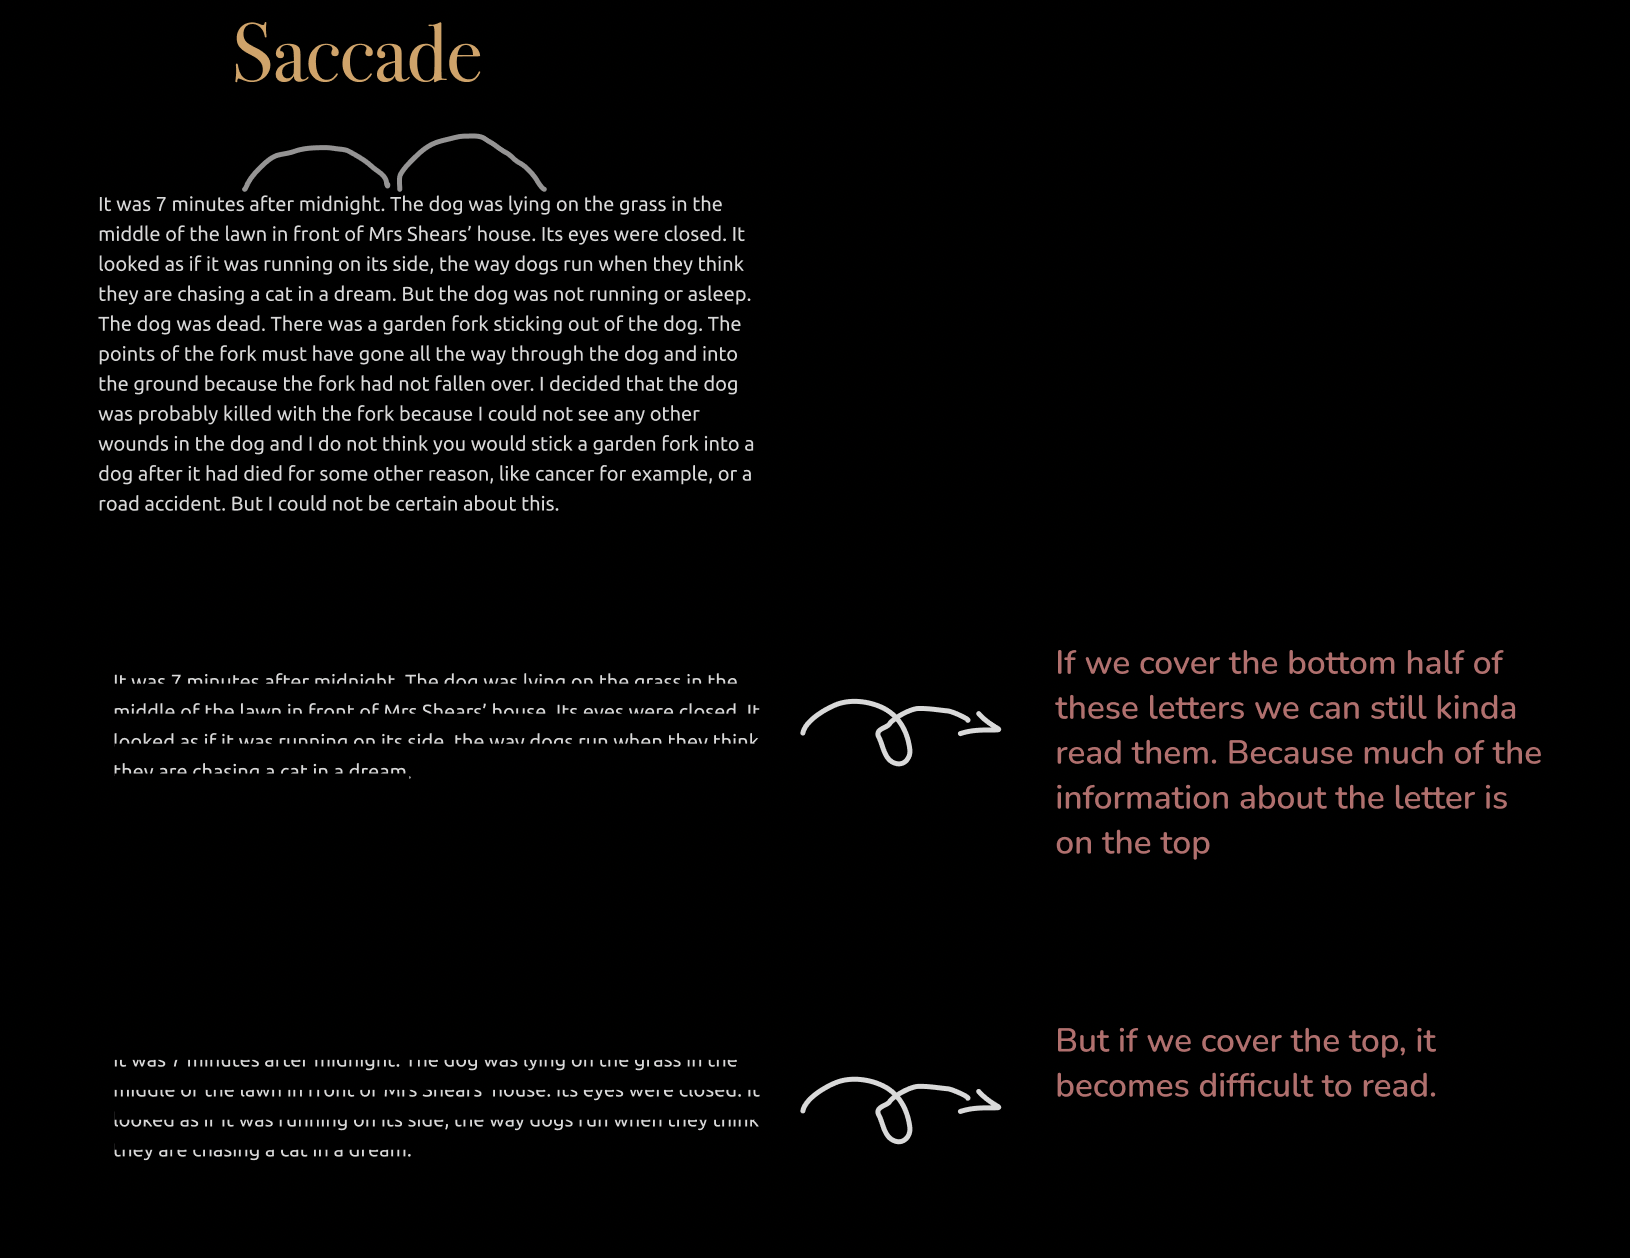 Saccade
It was 7 minutes after midnight. The dog was lying on the grass in the
middle of the lawn in front of Mrs Shears’ house. Its eyes were closed. It
looked as if it was running on its side, the way dogs run when they think
they are chasing a cat in a dream. But the dog was not running or asleep.
The dog was dead. There was a garden fork sticking out of the dog. The
points of the fork must have gone all the way through the dog and into
the ground because the fork had not fallen over. I decided that the dog
was probably killed with the fork because I could not see any other
wounds in the dog and I do not think you would stick a garden fork into a
dog after it had died for some other reason, like cancer for example, or a
road accident. But I could not be certain about this.
It was 7 minutes after midnight. The dog was lying on the grass in the
middle of the lawn in front of Mrs Shears’ house. Its eyes were closed. It
looked as if it was running on its side, the way dogs run when they think
they are chasing a cat in a dream.
If we cover the bottom half of
these letters we can still kinda
read them. Because much of the
information about the letter is
on the top
It was 7 minutes after midnight. The dog was lying on the grass in the
middle of the lawn in front of Mrs Shears’ house. Its eyes were closed. It
looked as if it was running on its side, the way dogs run when they think
they are chasing a cat in a dream.
But if we cover the top, it
becomes difficult to read.